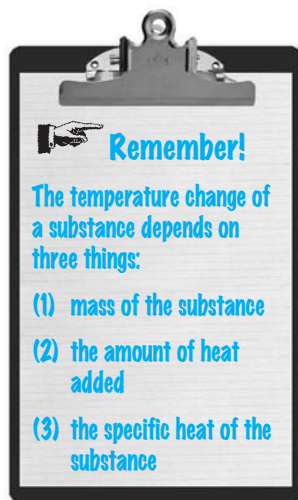 Remember!
The temperature change of
a substance depends on
three things:
(1) mass of the substance
(2) the amount of heat
added
(3) the specific heat of the
substance